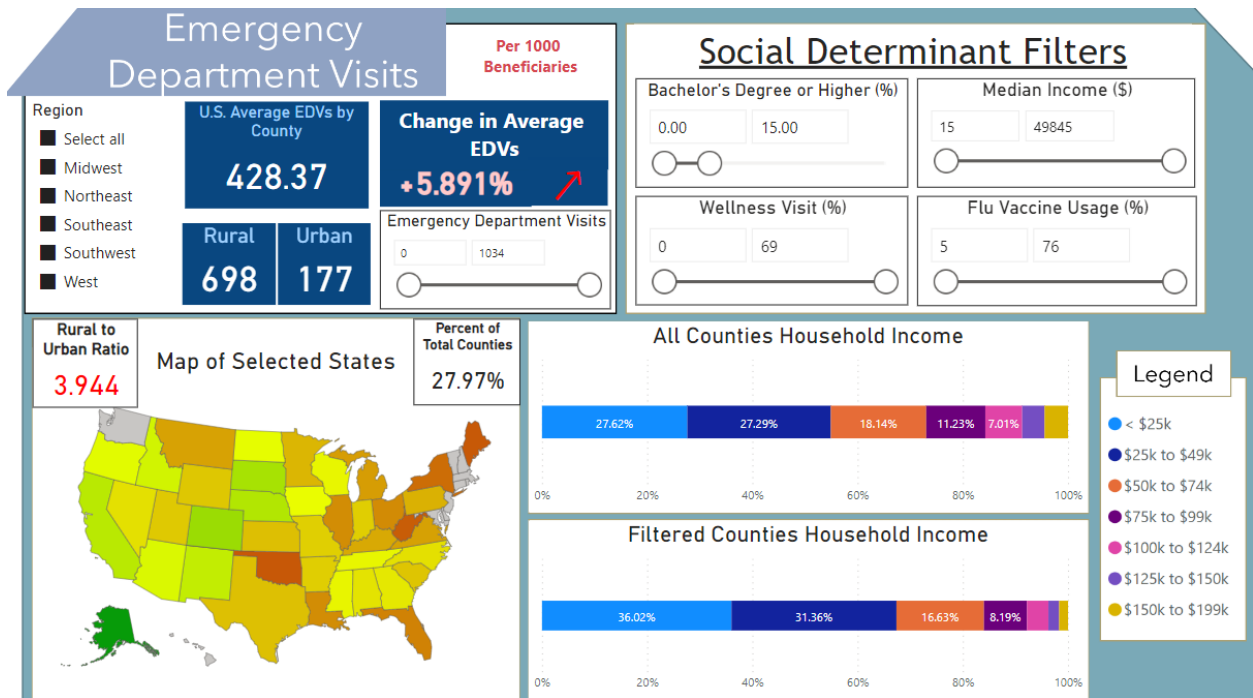 Emergency
Department Visits
Per 1000
Beneficiaries
Region
Select all
Midwest
Northeast
Southeast
Southwest
West
U.S. Average EDVs by
County
428.37
Rural
698
Urban
177
Change in Average
EDVs
+5.891%
Emergency Department Visits
0
1034
Social Determinant Filters
Bachelor's Degree or Higher (%)
0.00
15.00
Median Income ($)
15
49845
Wellness Visit (%)
0
69
Flu Vaccine Usage (%)
5
76
Rural to
Urban Ratio
3.944
Map of Selected States
Percent of
Total Counties
27.97%
All Counties Household Income
27.62%
27.29%
18.14%
11.23%
7.01%
0%
20%
40%
60%
80%
100%
Filtered Counties Household Income
36.02%
31.36%
16.63%
8.19%
0%
20%
40%
60%
80%
100%
Legend
< $25k
$25k to $49k
$50k to $74k
$75k to $99k
$100k to $124k
$125k to $150k
$150k to $199k